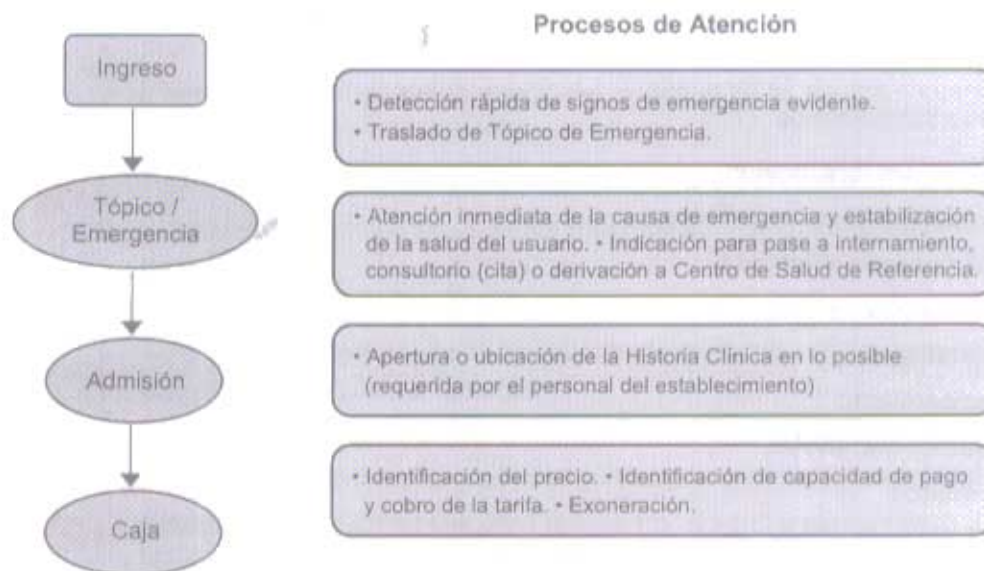 Procesos de Atención
Ingreso
• Detección rápida de signos de emergencia evidente.
• Traslado de Tópico de Emergencia.
Tópico /
Emergencia
• Atención inmediata de la causa de emergencia y estabilización
de la salud del usuario. • Indicación para pase a internamiento,
consultorio (cita) o derivación a Centro de Salud de Referencia.
Admisión
• Apertura o ubicación de la Historia Clínica en lo posible
(requerida por el personal del establecimiento)
Caja
• Identificación del precio. • Identificación de capacidad de pago
y cobro de la tarifa. • Exoneración.